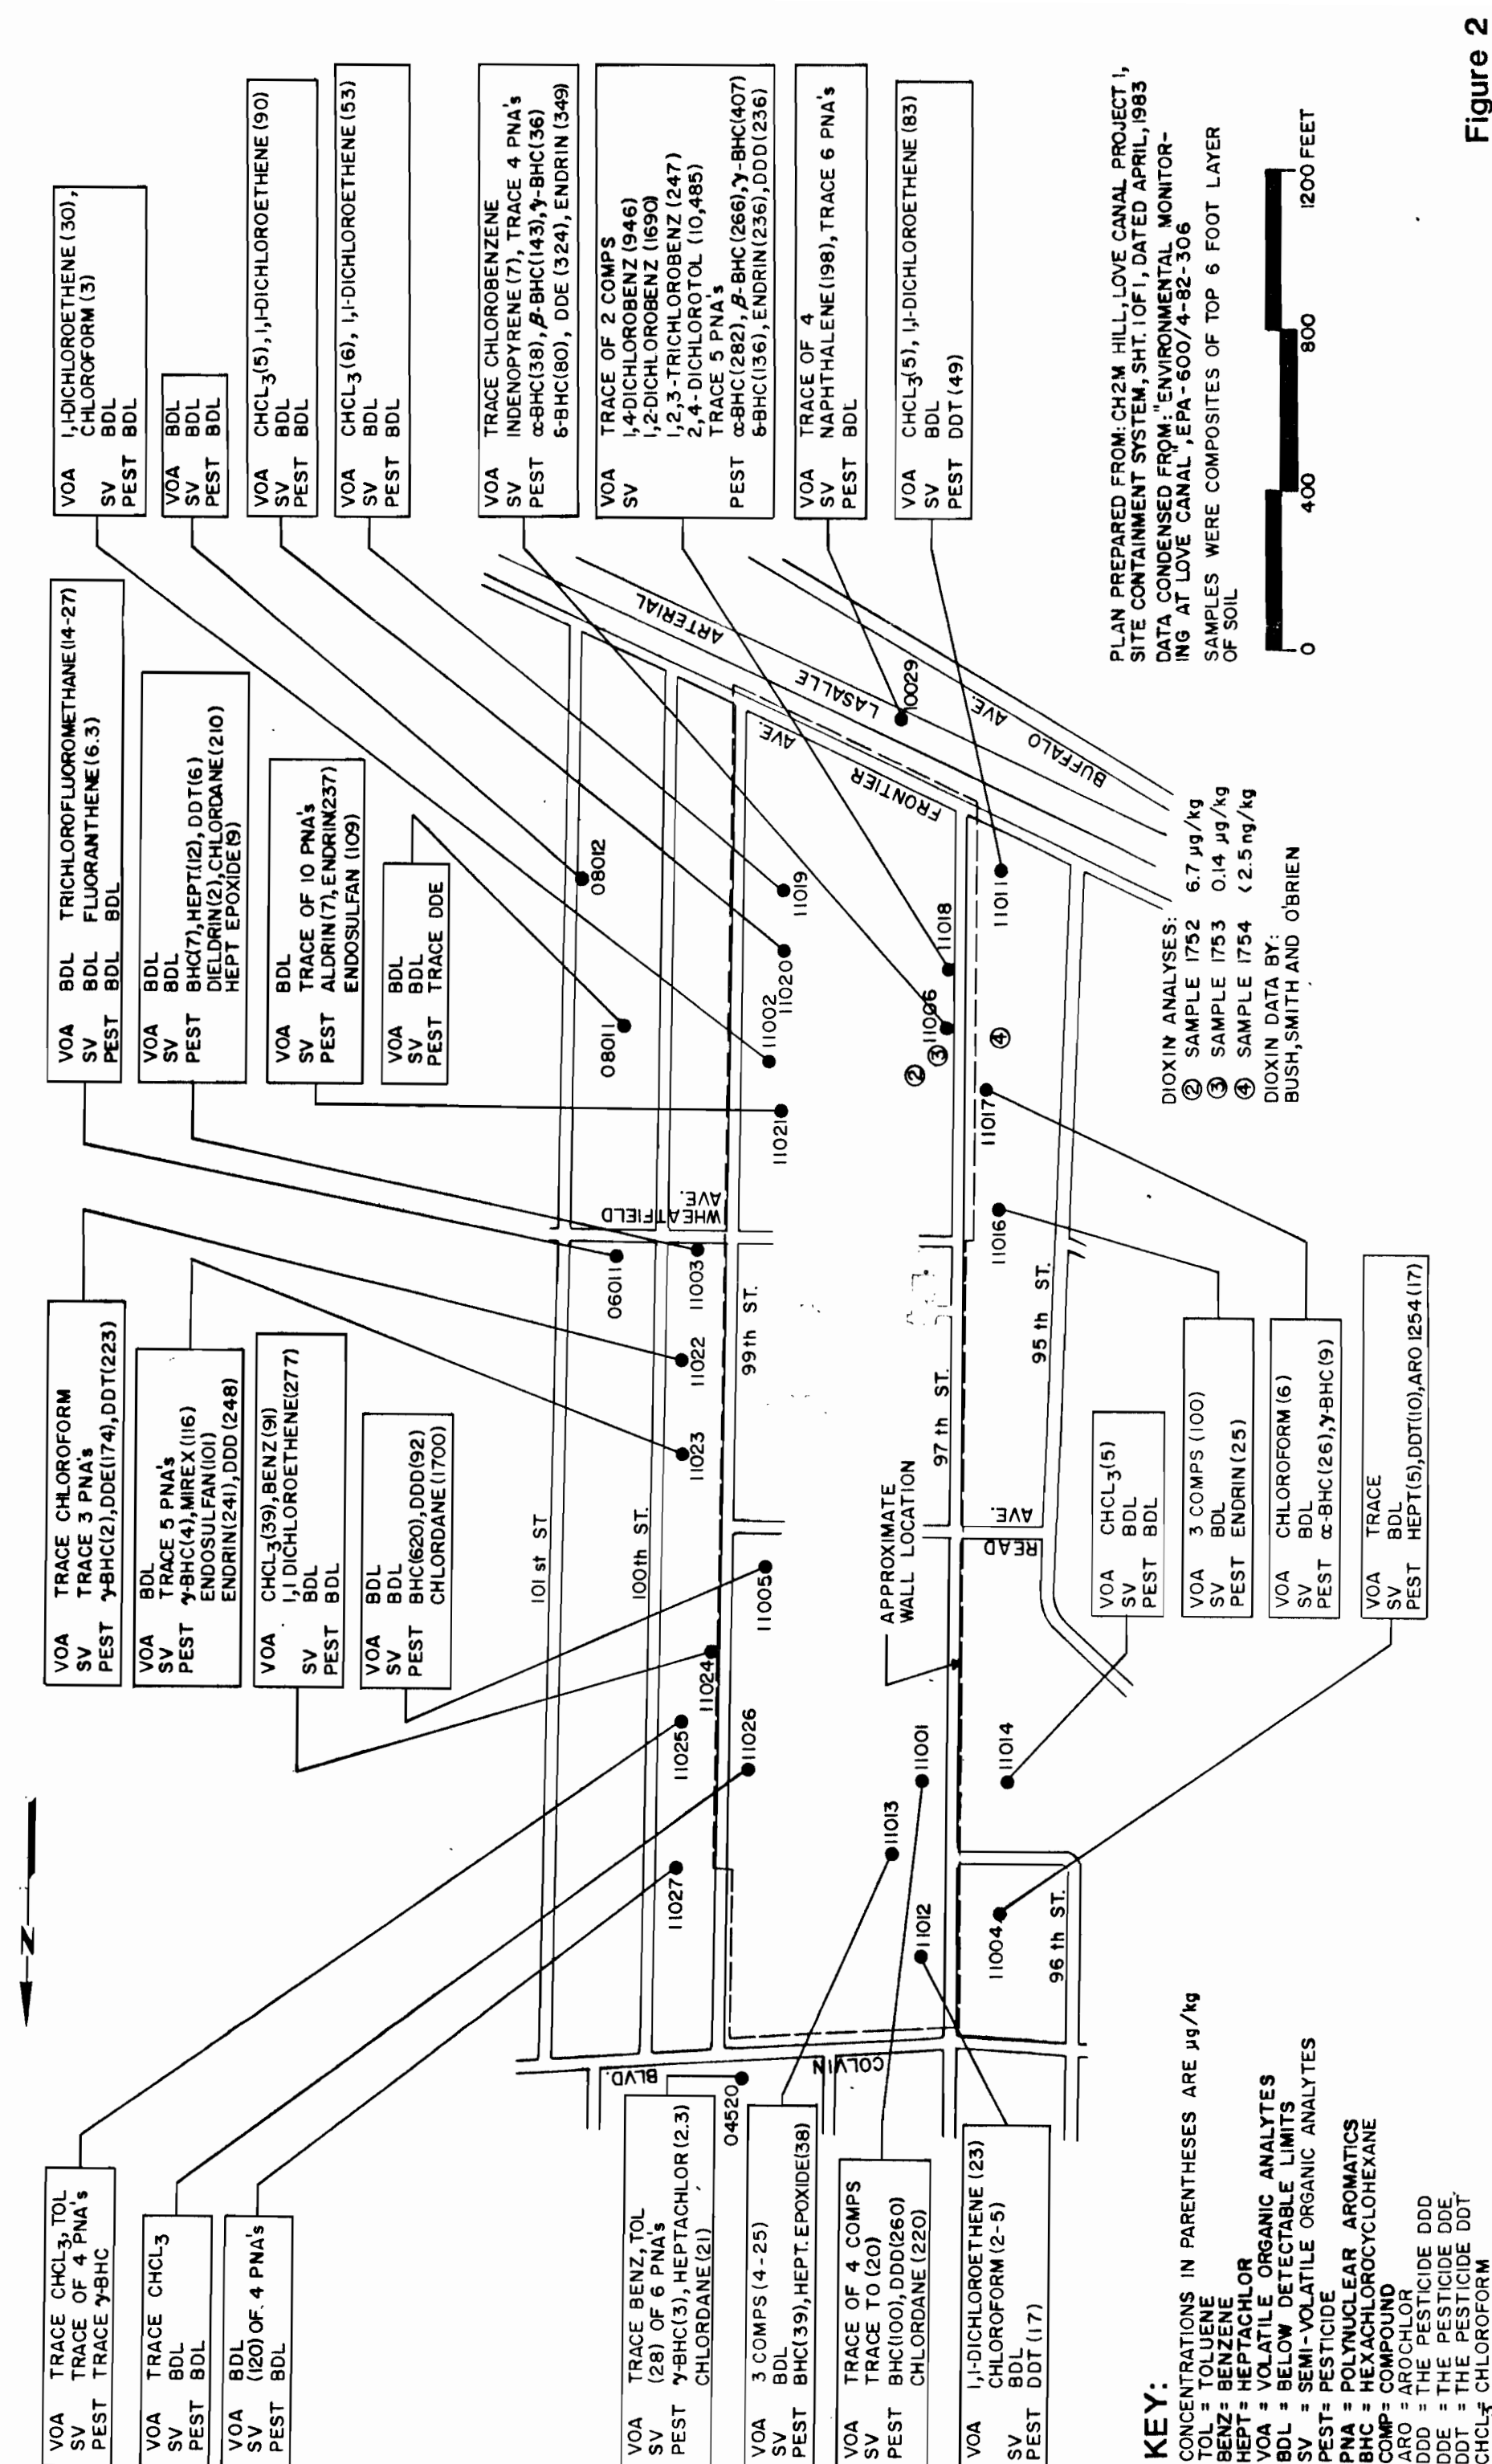 VOA 1,1-DICHLOROETHENE (30),
CHLOROFORM (3)
SV BDL
PEST BDL
VOA BDL
SV BDL
PEST BDL
VOA CHCL3(5), 1,1-DICHLOROETHENE (90)
SV BDL
PEST BDL
VOA CHCL3(6), 1,1-DICHLOROETHENE (53)
SV BDL
PEST BDL
VOA TRACE CHLOROBENZENE
SV INDENOPYRENE(7), TRACE 4 PNA's
PEST α-BHC(38), β-BHC(143), γ-BHC(36)
δ-BHC(80), DDE (324), ENDRIN (349)
VOA TRACE OF 2 COMPS
SV 1,4-DICHLOROBENZ (946)
1,2-DICHLOROBENZ (1690)
1,2,3-TRICHLOROBENZ (247)
2,4-DICHLOROTOL (10,485)
TRACE 5 PNA's
PEST α-BHC(282), β-BHC(266), γ-BHC(407)
δ-BHC(136), ENDRIN(236), DDD(236)
VOA TRACE OF 4
SV NAPHTHALENE(198), TRACE 6 PNA's
PEST BDL
VOA CHCL3(5), 1,1-DICHLOROETHENE (83)
SV BDL
PEST DDT(49)
VOA BDL TRICHLOROFLUROMETHANE(14-27)
SV BDL FLUORANTHENE(6.3)
PEST BDL BDL
VOA BDL
SV BDL
PEST BHC(7), HEPT.(12), DDT(6)
DIELDRIN(2), CHLORDANE(210)
HEPT EPOXIDE(9)
VOA BDL
SV TRACE OF 10 PNA's
PEST ALDRIN(7), ENDRIN(237)
ENDOSULFAN (109)
VOA BDL
SV BDL
PEST TRACE DDE
VOA TRACE CHLOROFORM
SV TRACE 3 PNA's
PEST γ-BHC(2), DDE(174), DDT(223)
VOA BDL
SV TRACE 5 PNA's
PEST γ-BHC(4), MIREX (116)
ENDOSULFAN(101)
ENDRIN(241), DDD (248)
VOA CHCL3(39), BENZ(91)
1,1 DICHLOROETHENE(277)
SV BDL
PEST BDL
VOA BDL
SV BDL
PEST BHC(620), DDD(92)
CHLORDANE(1700)
VOA TRACE CHCL3, TOL
SV TRACE OF 4 PNA's
PEST TRACE γ-BHC
VOA TRACE CHCL3
SV BDL
PEST BDL
VOA BDL
SV (120) OF 4 PNA's
PEST BDL
VOA TRACE BENZ, TOL
SV (28) OF 6 PNA's
PEST γ-BHC(3), HEPTACHLOR (2.3)
CHLORDANE(21)
VOA 3 COMPS (4-25)
SV BDL
PEST BHC(39), HEPT. EPOXIDE(38)
VOA TRACE OF 4 COMPS
SV TRACE TO (20)
PEST BHC(100), DDD(260)
CHLORDANE (220)
VOA 1,1-DICHLOROETHENE (23)
CHLOROFORM (2-5)
SV BDL
PEST DDT (17)
VOA CHCL3(5)
SV BDL
PEST BDL
VOA 3 COMPS (100)
SV BDL
PEST ENDRIN(25)
VOA CHLOROFORM (6)
SV BDL
PEST α-BHC(26), γ-BHC(9)
VOA TRACE
SV BDL
PEST HEPT(5), DDT(10), ARO 1254 (17)
N
101 st ST
100th ST.
99th ST.
97 th ST.
95 th ST.
96 th ST.
COLVIN BLVD.
READ AVE.
WHEATFIELD AVE.
FRONTIER AVE.
LASALLE ARTERIAL
BUFFALO AVE.
APPROXIMATE
WALL LOCATION
08012
08011
11019
11020
11002
11021
11018
11006
11011
10029
11017
11016
06011
11003
11022
11023
11005
11024
11025
11026
11027
11001
11013
11012
11014
11004
04520
②
③
④
DIOXIN ANALYSES:
② SAMPLE 1752 6.7 µg/kg
③ SAMPLE 1753 0.14 µg/kg
④ SAMPLE 1754 < 2.5 ng/kg
DIOXIN DATA BY:
BUSH, SMITH AND O'BRIEN
PLAN PREPARED FROM: CH2M HILL, LOVE CANAL PROJECT 1,
SITE CONTAINMENT SYSTEM, SHT. 1 OF 1, DATED APRIL, 1983
DATA CONDENSED FROM: "ENVIRONMENTAL MONITOR-
ING AT LOVE CANAL", EPA-600/4-82-306
SAMPLES WERE COMPOSITES OF TOP 6 FOOT LAYER
OF SOIL
0 400 800 1200 FEET
KEY:
CONCENTRATIONS IN PARENTHESES ARE µg/kg
TOL = TOLUENE
BENZ = BENZENE
HEPT = HEPTACHLOR
VOA = VOLATILE ORGANIC ANALYTES
BDL = BELOW DETECTABLE LIMITS
SV = SEMI-VOLATILE ORGANIC ANALYTES
PEST = PESTICIDE
PNA = POLYNUCLEAR AROMATICS
BHC = HEXACHLOROCYCLOHEXANE
COMP = COMPOUND
ARO = AROCHLOR
DDD = THE PESTICIDE DDD
DDE = THE PESTICIDE DDE
DDT = THE PESTICIDE DDT
CHCL3 = CHLOROFORM
Figure 2